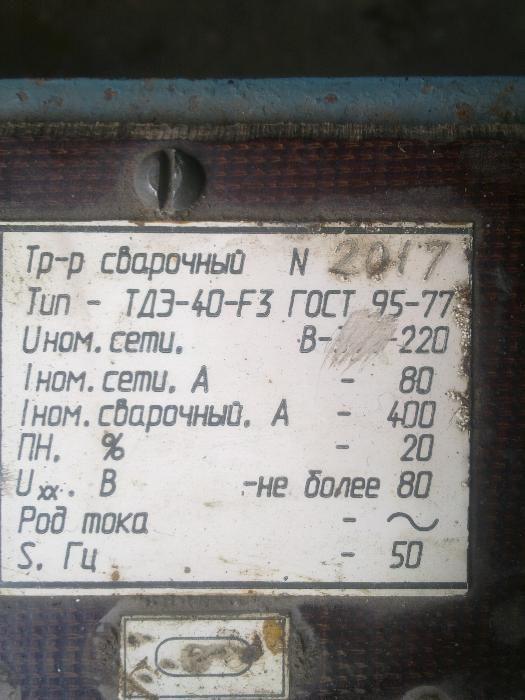 Тр-р сварочный N 2017
Тип - ТДЭ-40-F3 ГОСТ 95-77
Uном. сети. В- -220
Iном. сети. А - 80
Iном. сварочный. А - 400
ПН. % - 20
Uхх. В -не более 80
Род тока - ~
S. Гц - 50